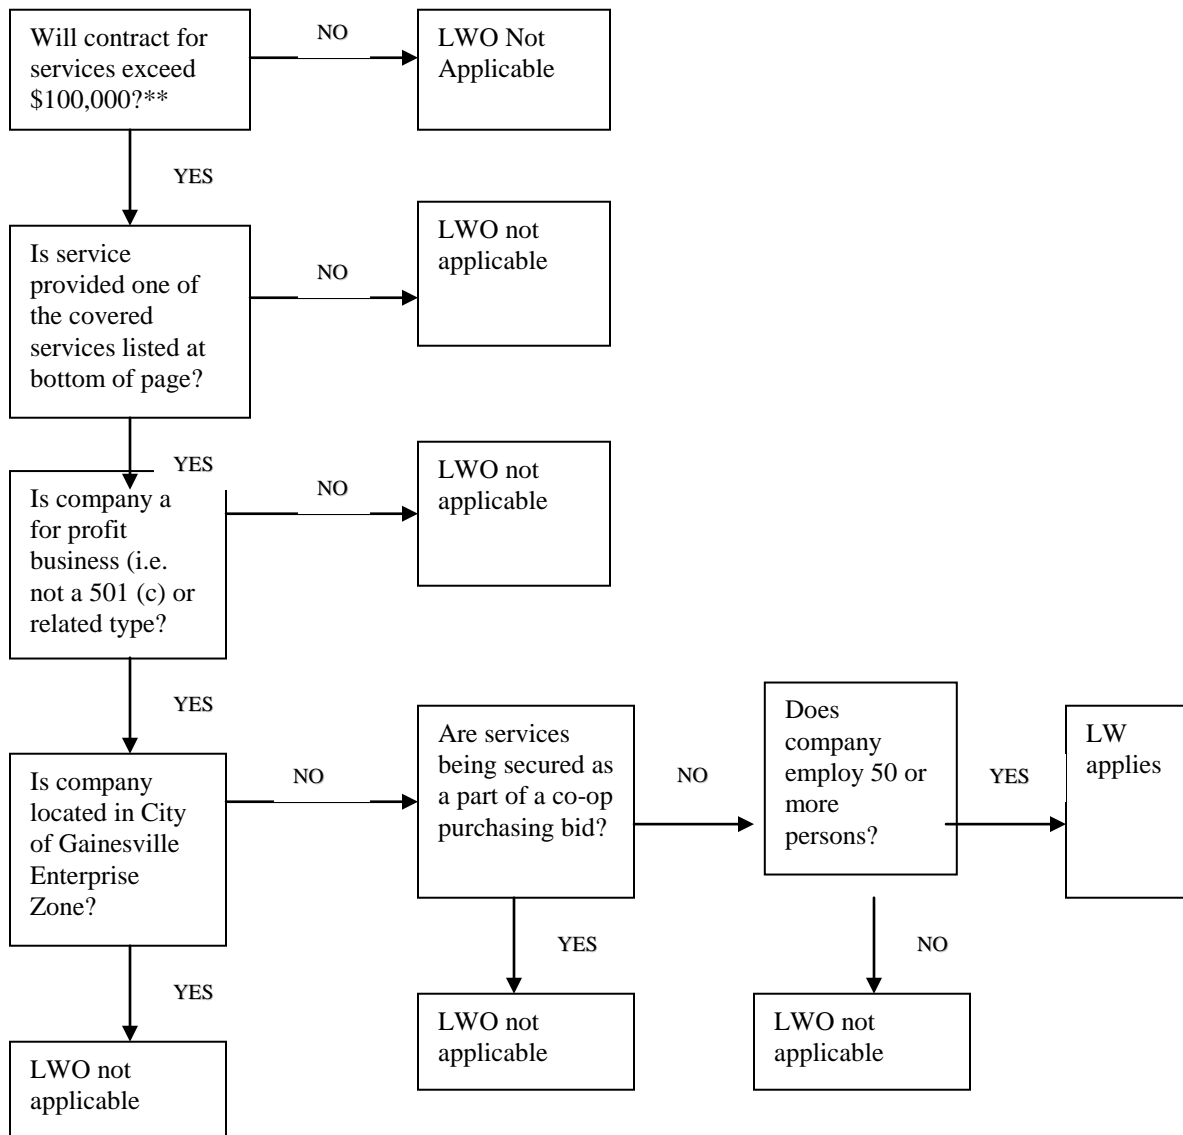 Will contract for
services exceed
$100,000?**
NO
LWO Not
Applicable
YES
Is service
provided one of
the covered
services listed at
bottom of page?
NO
LWO not
applicable
YES
Is company a
for profit
business (i.e.
not a 501 (c) or
related type?
NO
LWO not
applicable
YES
Is company
located in City
of Gainesville
Enterprise
Zone?
NO
Are services
being secured as
a part of a co-op
purchasing bid?
NO
Does
company
employ 50 or
more
persons?
YES
LW
applies
YES
LWO not
applicable
YES
LWO not
applicable
NO
LWO not
applicable